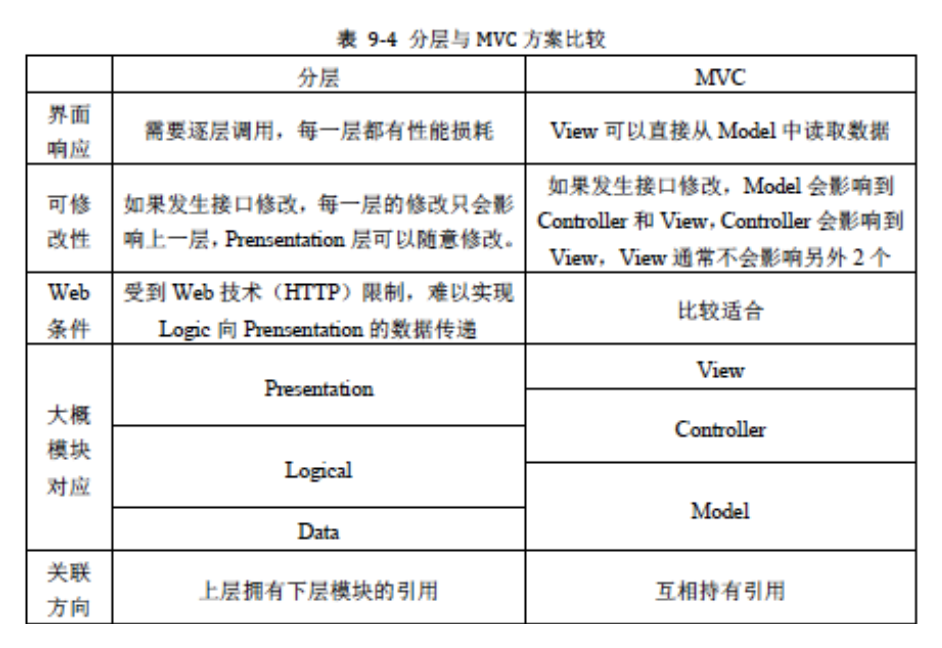 表 9-4 分层与 MVC 方案比较
分层
MVC
界面
响应
需要逐层调用，每一层都有性能损耗
View 可以直接从 Model 中读取数据
可修
改性
如果发生接口修改，每一层的修改只会影
响上一层，Prensentation 层可以随意修改。
如果发生接口修改，Model 会影响到
Controller 和 View，Controller 会影响到
View，View 通常不会影响另外 2 个
Web
条件
受到 Web 技术（HTTP）限制，难以实现
Logic 向 Prensentation 的数据传递
比较适合
大概
模块
对应
Presentation
Logical
Data
View
Controller
Model
关联
方向
上层拥有下层模块的引用
互相持有引用